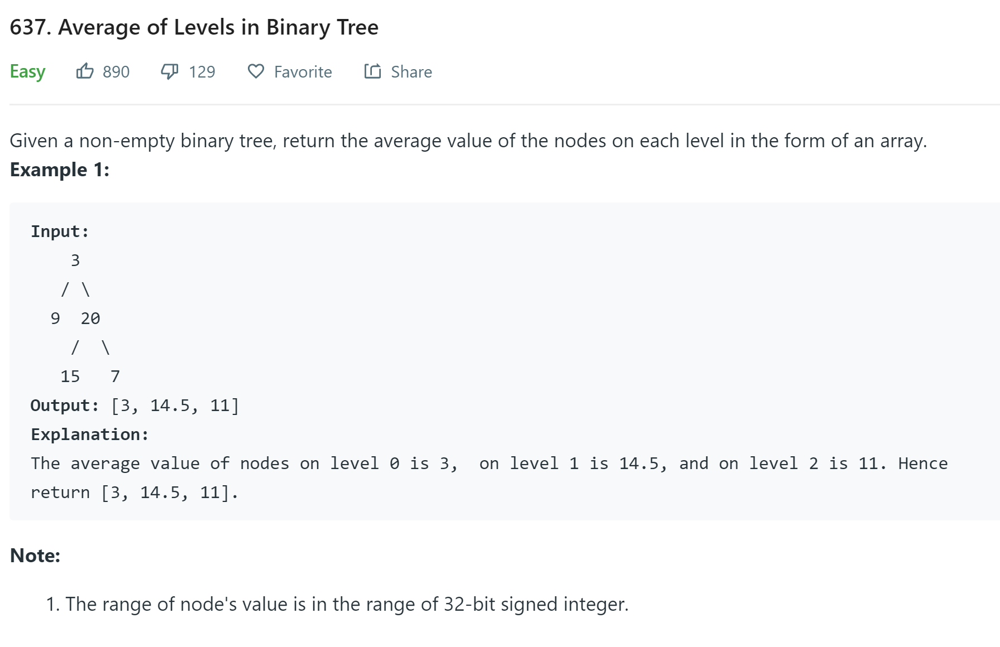 637. Average of Levels in Binary Tree
Easy 890 129 Favorite Share
Given a non-empty binary tree, return the average value of the nodes on each level in the form of an array.
Example 1:
Input:
    3
   / \
  9  20
    /  \
   15   7
Output: [3, 14.5, 11]
Explanation:
The average value of nodes on level 0 is 3,  on level 1 is 14.5, and on level 2 is 11. Hence
return [3, 14.5, 11].
Note:
1. The range of node's value is in the range of 32-bit signed integer.